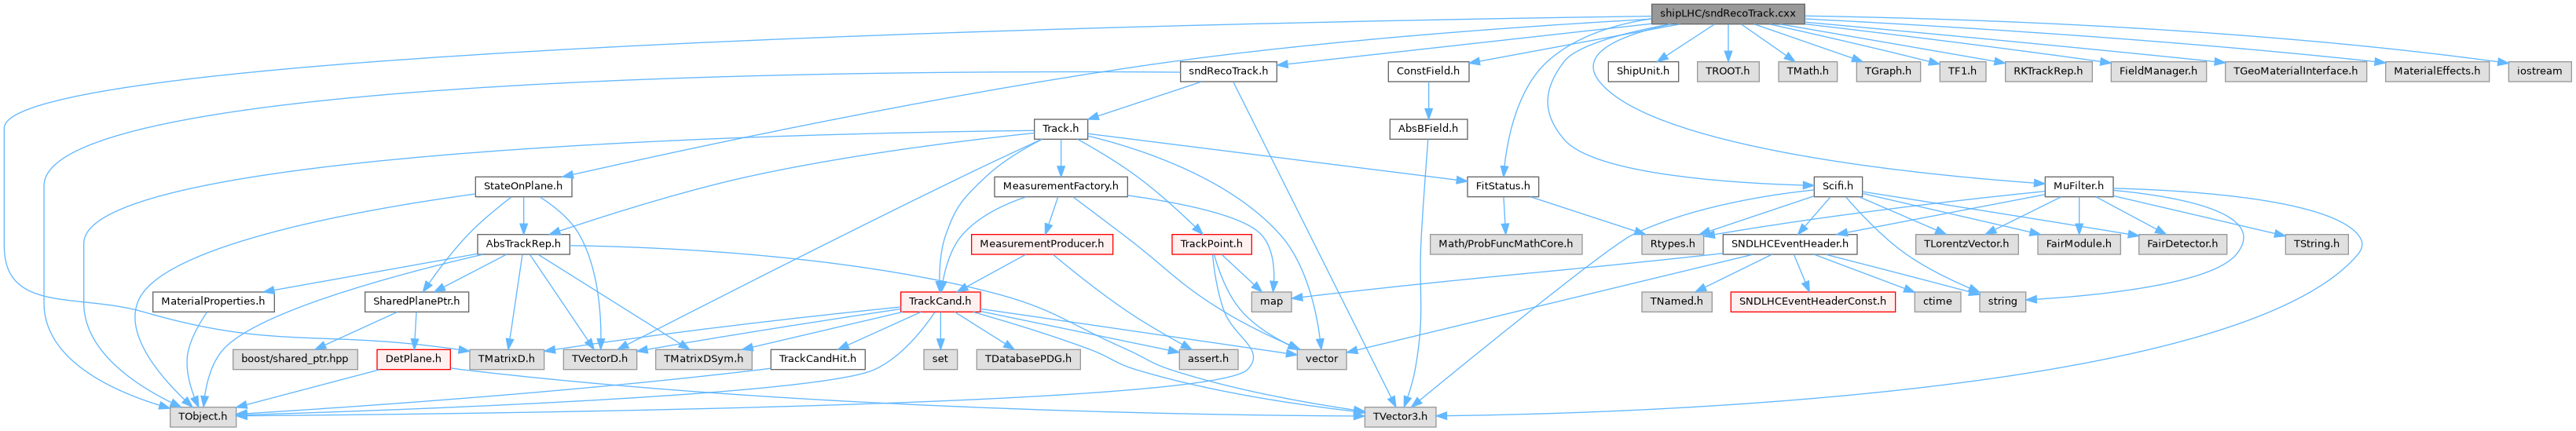 shipLHC/sndRecoTrack.cxx
sndRecoTrack.h
ConstField.h
ShipUnit.h
TROOT.h
TMath.h
TGraph.h
TF1.h
RKTrackRep.h
FieldManager.h
TGeoMaterialInterface.h
MaterialEffects.h
iostream
Track.h
AbsBField.h
StateOnPlane.h
MeasurementFactory.h
FitStatus.h
Scifi.h
MuFilter.h
AbsTrackRep.h
MeasurementProducer.h
TrackPoint.h
Math/ProbFuncMathCore.h
Rtypes.h
SNDLHCEventHeader.h
TLorentzVector.h
FairModule.h
FairDetector.h
TString.h
MaterialProperties.h
SharedPlanePtr.h
TrackCand.h
map
TNamed.h
SNDLHCEventHeaderConst.h
ctime
string
boost/shared_ptr.hpp
DetPlane.h
TMatrixD.h
TVectorD.h
TMatrixDSym.h
TrackCandHit.h
set
TDatabasePDG.h
assert.h
vector
TObject.h
TVector3.h